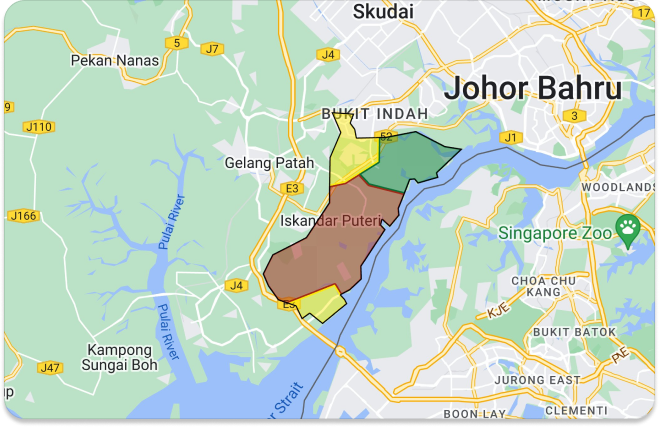 Skudai
17
5
J7
J4
Pekan Nanas
Johor Bahru
BUKIT INDAH
3
J110
52
J1
Gelang Patah
E3
WOODLANDS
J166
Iskandar Puteri
Pulai River
Singapore Zoo
J4
CHOA CHU
KANG
E3
Pulai River
KJE
BUKIT BATOK
Kampong
Sungai Boh
PIE
J47
JURONG EAST
Strait
BOON LAY
CLEMENTI